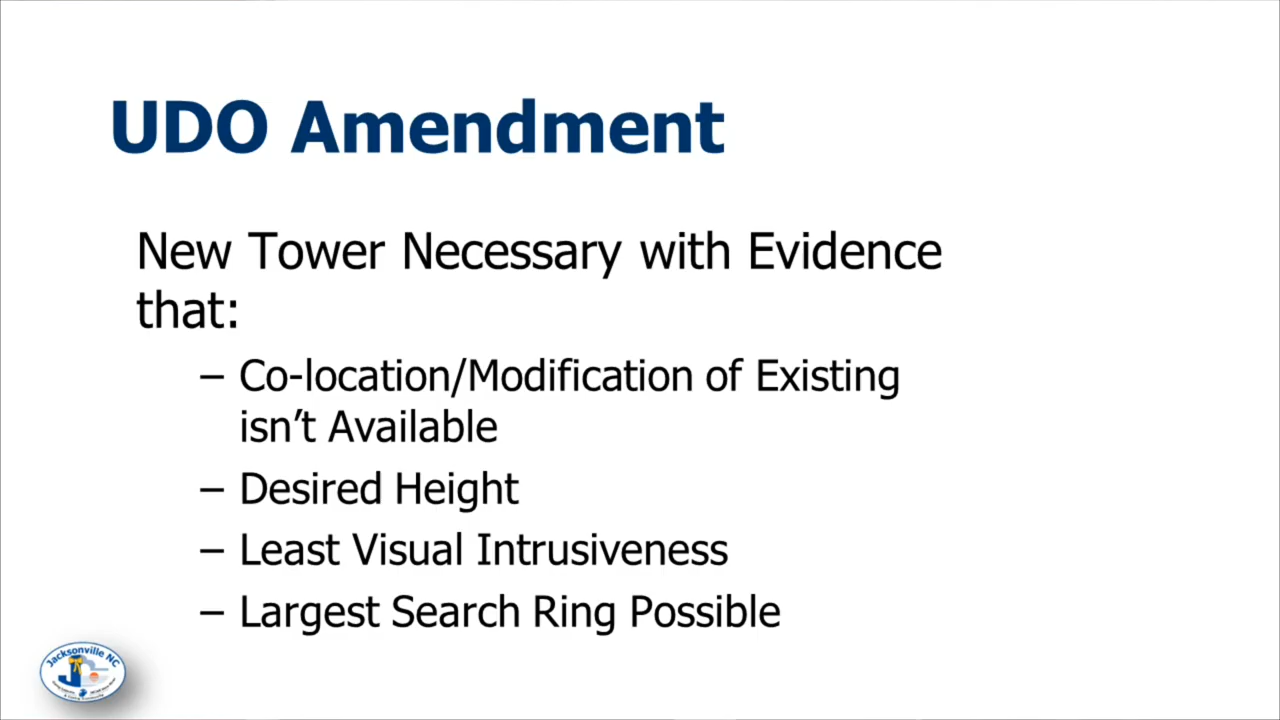 UDO Amendment
New Tower Necessary with Evidence
that:
– Co-location/Modification of Existing
isn’t Available
– Desired Height
– Least Visual Intrusiveness
– Largest Search Ring Possible
Jacksonville NC